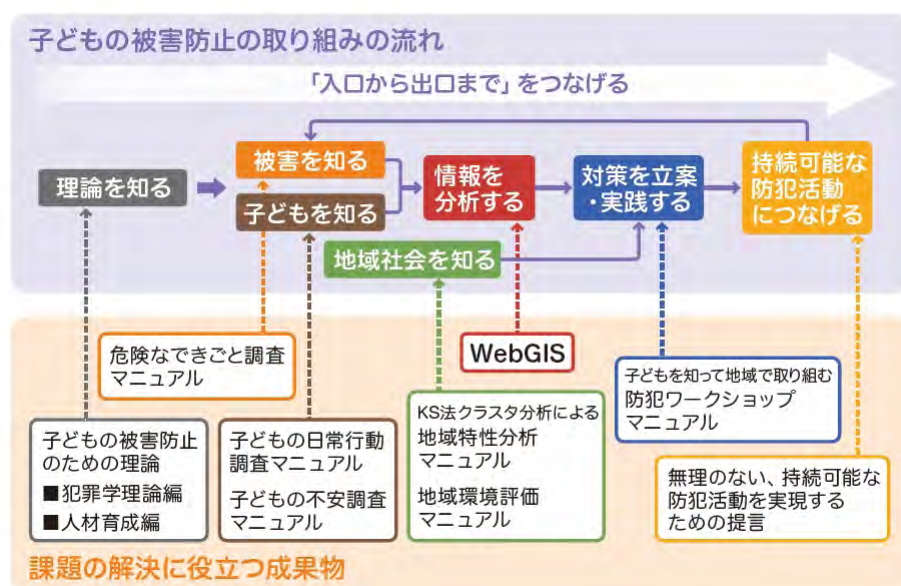 子どもの被害防止の取り組みの流れ
「入口から出口まで」をつなげる
理論を知る
被害を知る
子どもを知る
情報を
分析する
地域社会を知る
対策を立案
・実践する
持続可能な
防犯活動
につなげる
危険なできごと調査
マニュアル
WebGIS
子どもの被害防止
のための理論
■犯罪学理論編
■人材育成編
子どもの日常行動
調査マニュアル
子どもの不安調査
マニュアル
KS法クラスタ分析による
地域特性分析
マニュアル
地域環境評価
マニュアル
子どもを知って地域で取り組む
防犯ワークショップ
マニュアル
無理のない、持続可能な
防犯活動を実現する
ための提言
課題の解決に役立つ成果物